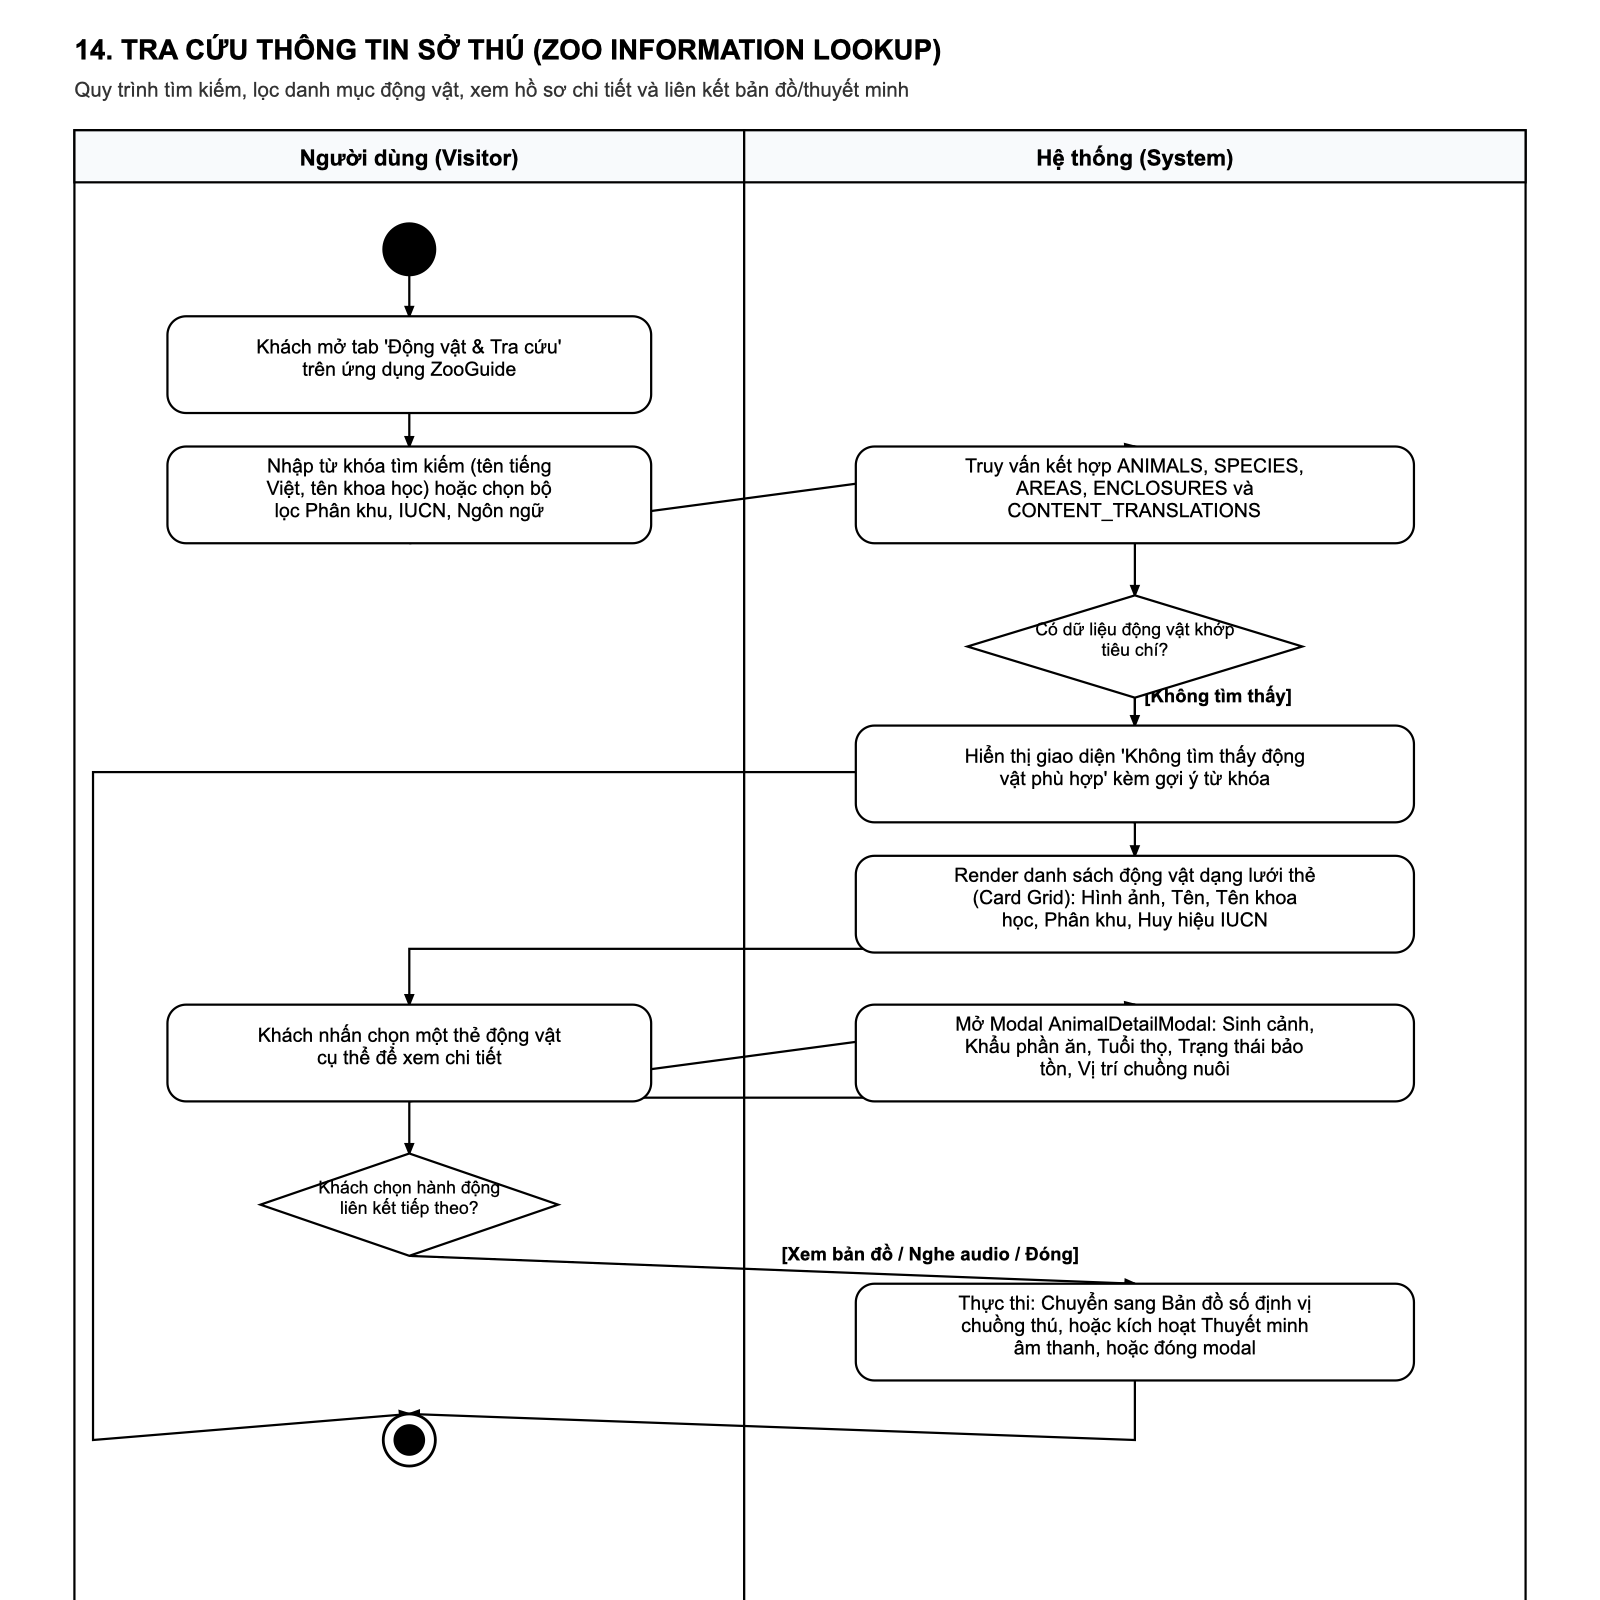 14. TRA CỨU THÔNG TIN SỞ THÚ (ZOO INFORMATION LOOKUP)
Quy trình tìm kiếm, lọc danh mục động vật, xem hồ sơ chi tiết và liên kết bản đồ/thuyết minh
Người dùng (Visitor)
Hệ thống (System)
Khách mở tab 'Động vật & Tra cứu'
trên ứng dụng ZooGuide
Nhập từ khóa tìm kiếm (tên tiếng
Việt, tên khoa học) hoặc chọn bộ
lọc Phân khu, IUCN, Ngôn ngữ
Truy vấn kết hợp ANIMALS, SPECIES,
AREAS, ENCLOSURES và
CONTENT_TRANSLATIONS
Có dữ liệu động vật khớp
tiêu chí?
[Không tìm thấy]
Hiển thị giao diện 'Không tìm thấy động
vật phù hợp' kèm gợi ý từ khóa
Render danh sách động vật dạng lưới thẻ
(Card Grid): Hình ảnh, Tên, Tên khoa
học, Phân khu, Huy hiệu IUCN
Khách nhấn chọn một thẻ động vật
cụ thể để xem chi tiết
Mở Modal AnimalDetailModal: Sinh cảnh,
Khẩu phần ăn, Tuổi thọ, Trạng thái bảo
tồn, Vị trí chuồng nuôi
Khách chọn hành động
liên kết tiếp theo?
[Xem bản đồ / Nghe audio / Đóng]
Thực thi: Chuyển sang Bản đồ số định vị
chuồng thú, hoặc kích hoạt Thuyết minh
âm thanh, hoặc đóng modal